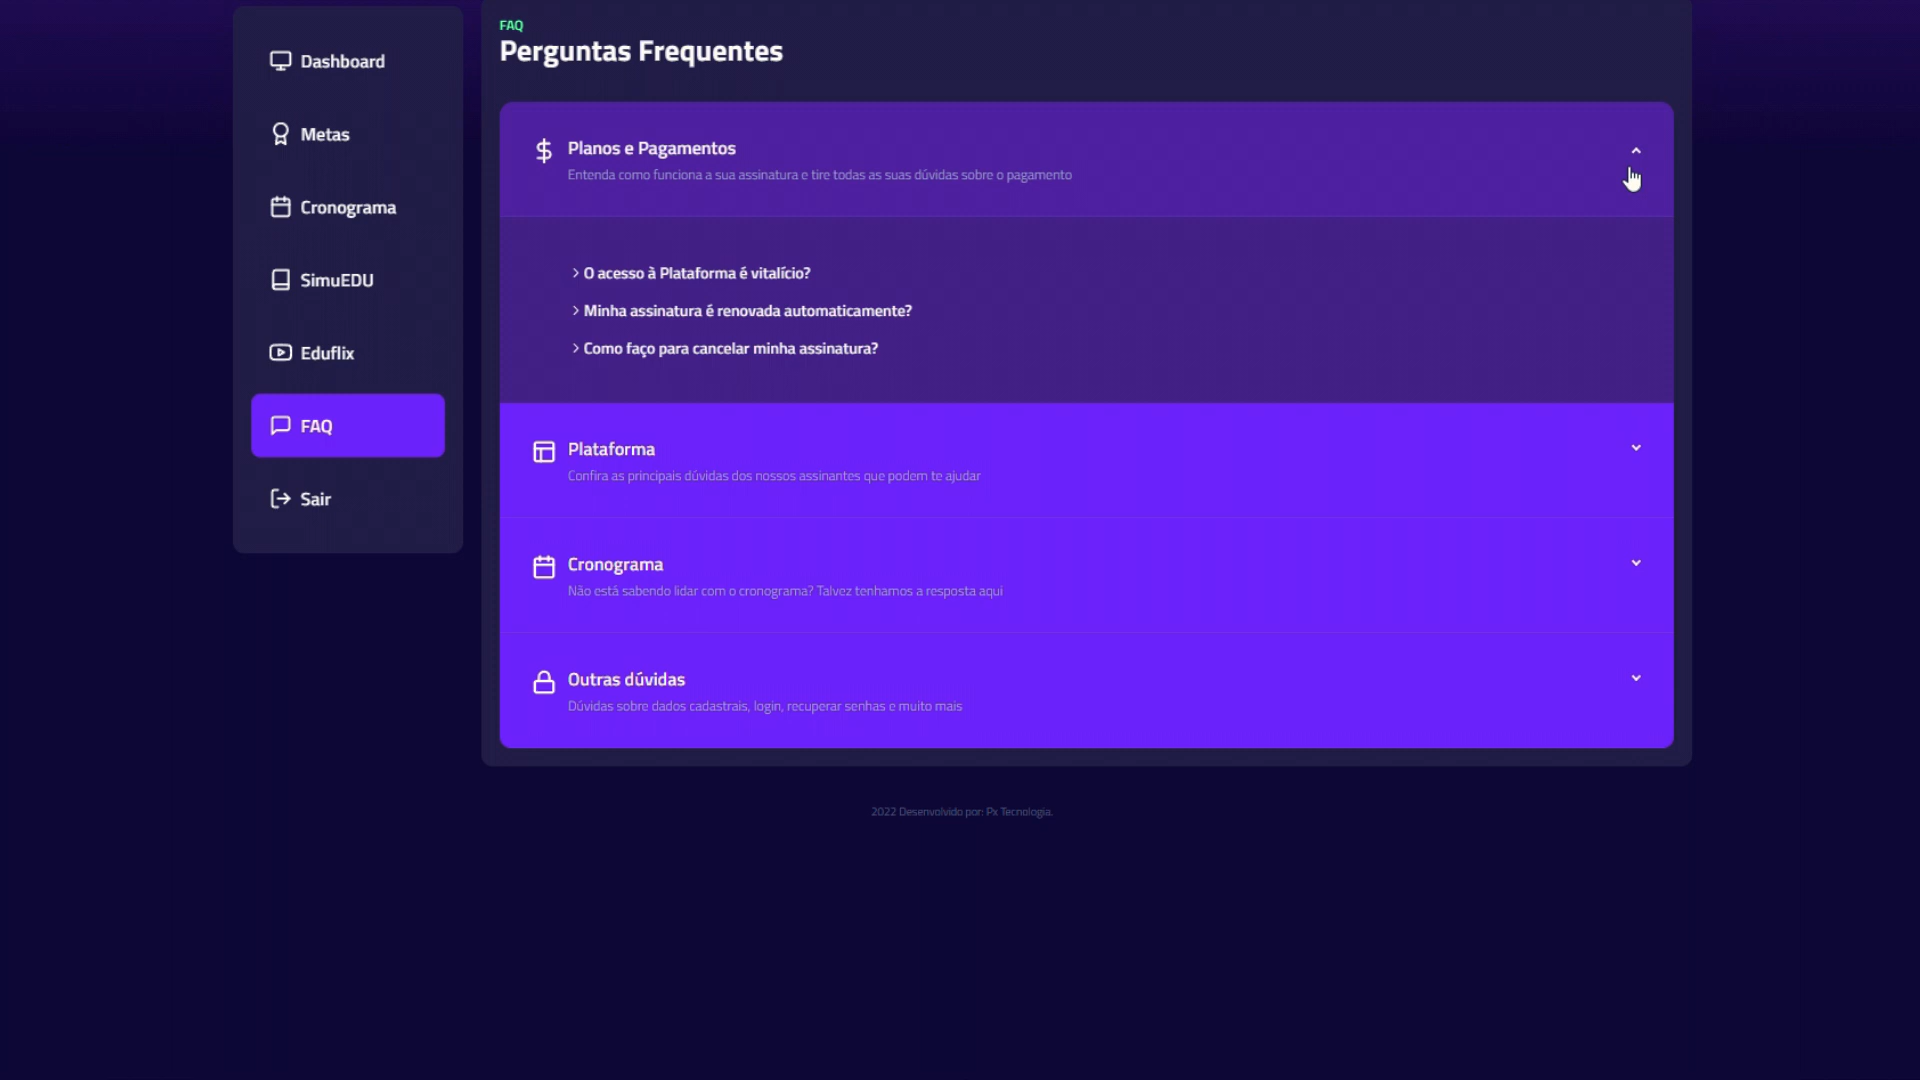 Dashboard
Metas
Cronograma
SimuEDU
Eduflix
FAQ
Sair
FAQ
Perguntas Frequentes
Planos e Pagamentos
Entenda como funciona a sua assinatura e tire todas as suas dúvidas sobre o pagamento
O acesso à Plataforma é vitalício?
Minha assinatura é renovada automaticamente?
Como faço para cancelar minha assinatura?
Plataforma
Confira as principais dúvidas dos nossos assinantes que podem te ajudar
Cronograma
Não está sabendo lidar com o cronograma? Talvez tenhamos a resposta aqui
Outras dúvidas
Dúvidas sobre dados cadastrais, login, recuperar senhas e muito mais
2022 Desenvolvido por: Px Tecnologia.